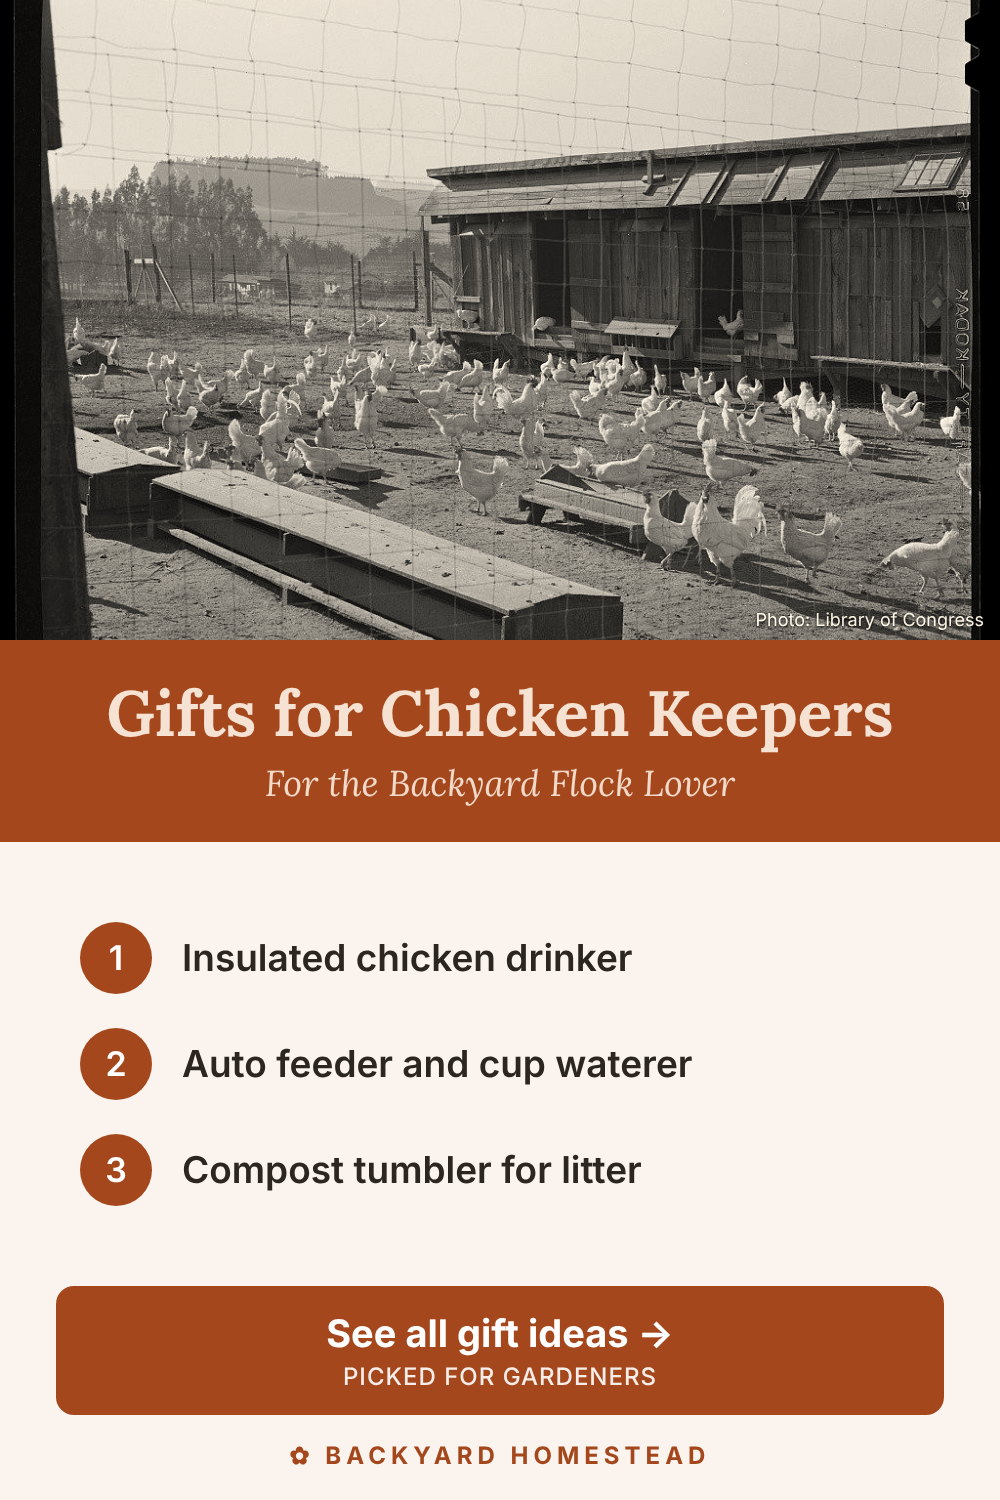 Photo: Library of Congress
Gifts for Chicken Keepers
For the Backyard Flock Lover
1 Insulated chicken drinker
2 Auto feeder and cup waterer
3 Compost tumbler for litter
See all gift ideas →
PICKED FOR GARDENERS
✿ BACKYARD HOMESTEAD